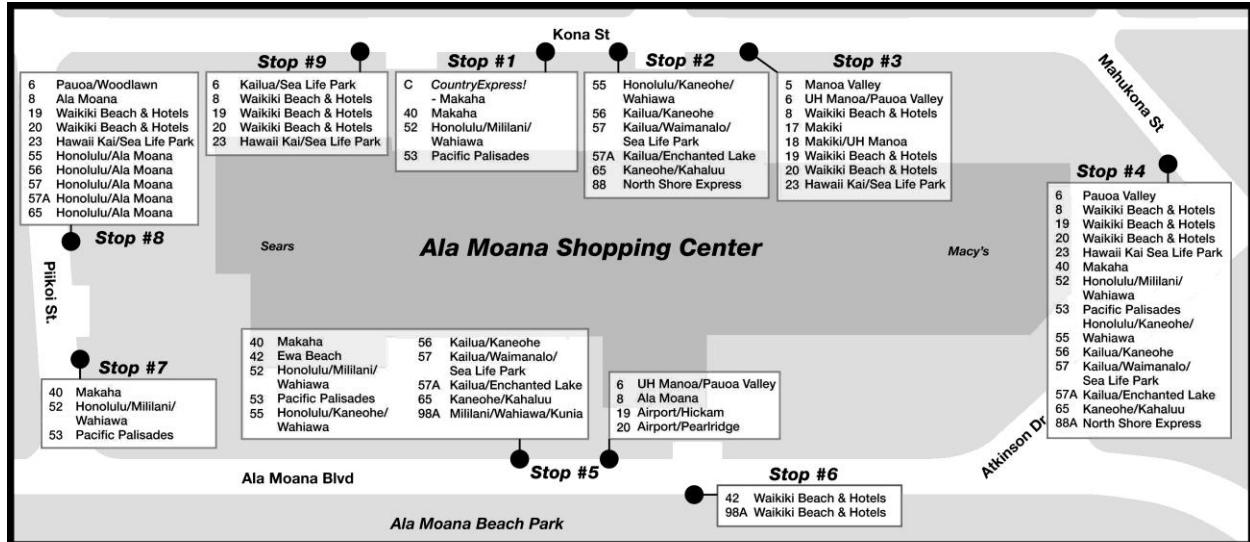 Kona St
Mahukona St
Stop #9
Stop #1
Stop #2
Stop #3
6 Pauoa/Woodlawn
8 Ala Moana
19 Waikiki Beach & Hotels
20 Waikiki Beach & Hotels
23 Hawaii Kai/Sea Life Park
55 Honolulu/Ala Moana
56 Honolulu/Ala Moana
57 Honolulu/Ala Moana
57A Honolulu/Ala Moana
65 Honolulu/Ala Moana
Stop #8
6 Kailua/Sea Life Park
8 Waikiki Beach & Hotels
19 Waikiki Beach & Hotels
20 Waikiki Beach & Hotels
23 Hawaii Kai/Sea Life Park
C CountryExpress!
- Makaha
40 Makaha
52 Honolulu/Mililani/
Wahiawa
53 Pacific Palisades
55 Honolulu/Kaneohe/
Wahiawa
56 Kailua/Kaneohe
57 Kailua/Waimanalo/
Sea Life Park
57A Kailua/Enchanted Lake
65 Kaneohe/Kahaluu
88 North Shore Express
5 Manoa Valley
6 UH Manoa/Pauoa Valley
8 Waikiki Beach & Hotels
17 Makiki
18 Makiki/UH Manoa
19 Waikiki Beach & Hotels
20 Waikiki Beach & Hotels
23 Hawaii Kai/Sea Life Park
Stop #4
6 Pauoa Valley
8 Waikiki Beach & Hotels
19 Waikiki Beach & Hotels
20 Waikiki Beach & Hotels
23 Hawaii Kai Sea Life Park
40 Makaha
52 Honolulu/Mililani/
Wahiawa
53 Pacific Palisades
Honolulu/Kaneohe/
55 Wahiawa
56 Kailua/Kaneohe
57 Kailua/Waimanalo/
Sea Life Park
57A Kailua/Enchanted Lake
65 Kaneohe/Kahaluu
88A North Shore Express
Sears
Ala Moana Shopping Center
Macy's
Piikoi St.
Stop #7
40 Makaha
52 Honolulu/Mililani/
Wahiawa
53 Pacific Palisades
40 Makaha
42 Ewa Beach
52 Honolulu/Mililani/
Wahiawa
53 Pacific Palisades
55 Honolulu/Kaneohe/
Wahiawa
56 Kailua/Kaneohe
57 Kailua/Waimanalo/
Sea Life Park
57A Kailua/Enchanted Lake
65 Kaneohe/Kahaluu
98A Mililani/Wahiawa/Kunia
6 UH Manoa/Pauoa Valley
8 Ala Moana
19 Airport/Hickam
20 Airport/Pearlridge
Atkinson Dr
Stop #5
Ala Moana Blvd
Stop #6
42 Waikiki Beach & Hotels
98A Waikiki Beach & Hotels
Ala Moana Beach Park